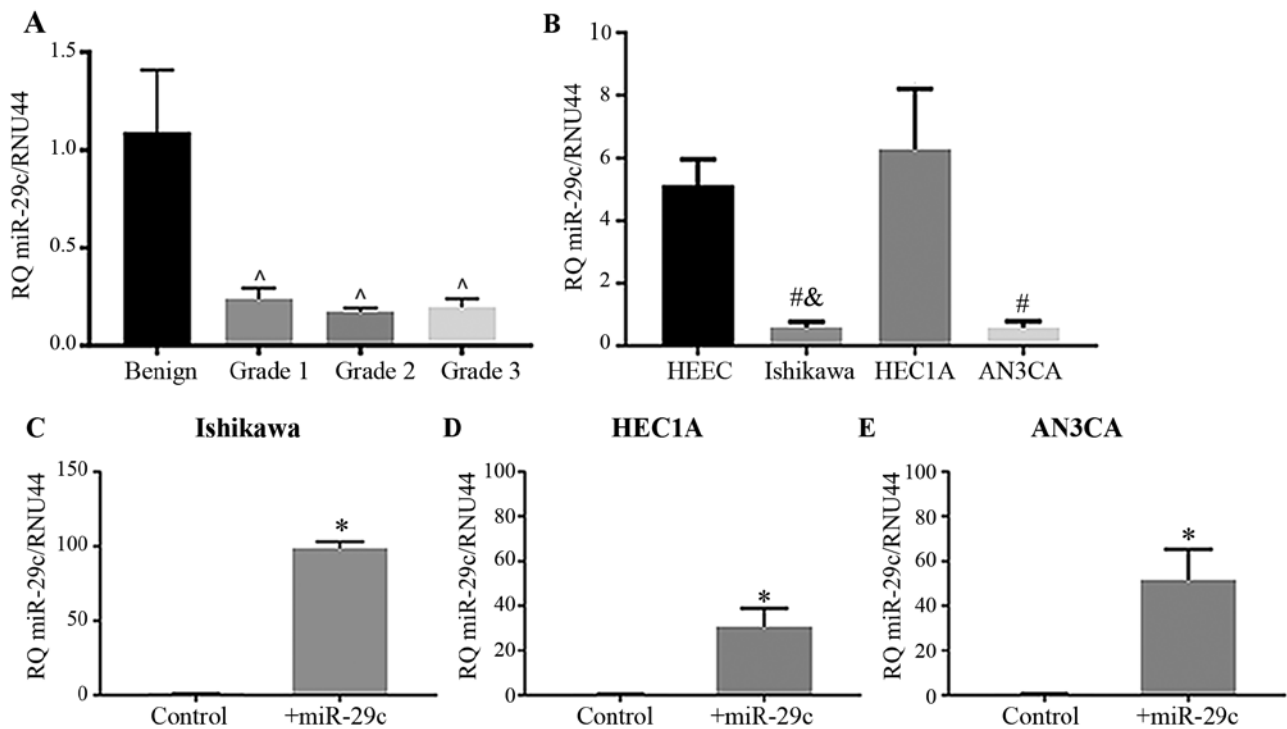 A
RQ miR-29c/RNU44
1.5
1.0
0.5
0.0
^
^
^
Benign Grade 1 Grade 2 Grade 3
B
RQ miR-29c/RNU44
10
8
6
4
2
0
#&
#
HEEC Ishikawa HEC1A AN3CA
C Ishikawa
RQ miR-29c/RNU44
150
100
50
0
*
Control +miR-29c
D HEC1A
RQ miR-29c/RNU44
100
80
60
40
20
0
*
Control +miR-29c
E AN3CA
RQ miR-29c/RNU44
100
80
60
40
20
0
*
Control +miR-29c